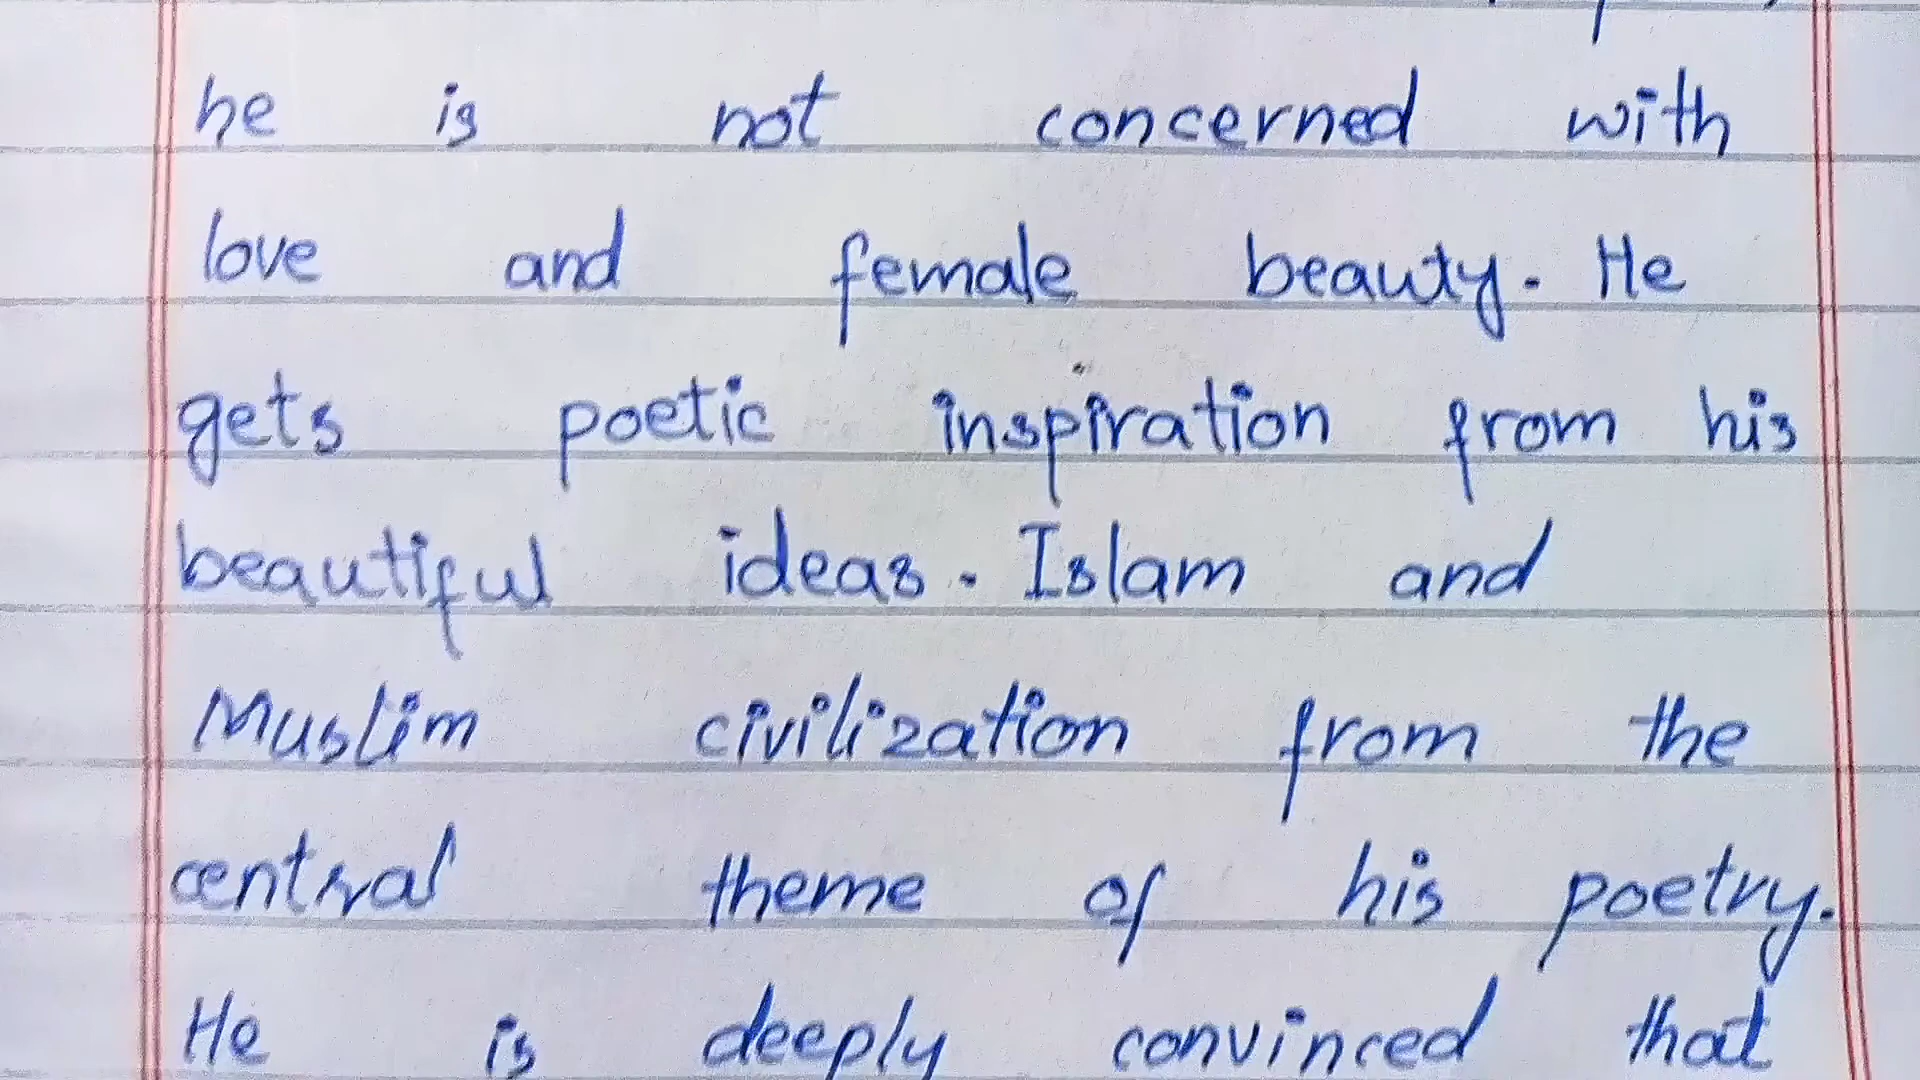 he is not concerned with
love and female beauty. He
gets poetic inspiration from his
beautiful ideas. Islam and
Muslim civilization from the
central theme of his poetry.
He is deeply convinced that